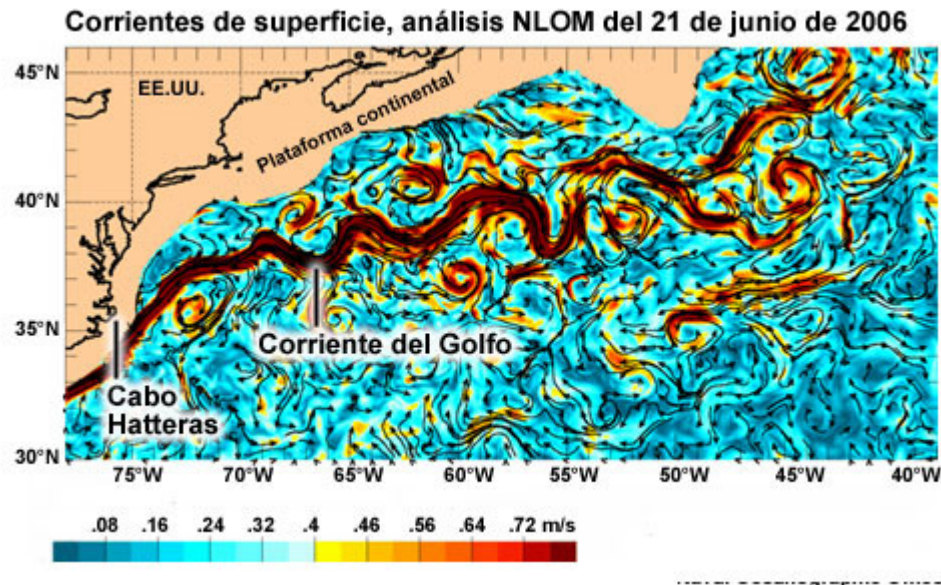 Corrientes de superficie, análisis NLOM del 21 de junio de 2006
45°N
EE.UU.
Plataforma continental
40°N
35°N
Corriente del Golfo
Cabo
Hatteras
30°N
75°W 70°W 65°W 60°W 55°W 50°W 45°W 40°W
.08 .16 .24 .32 .4 .46 .56 .64 .72 m/s